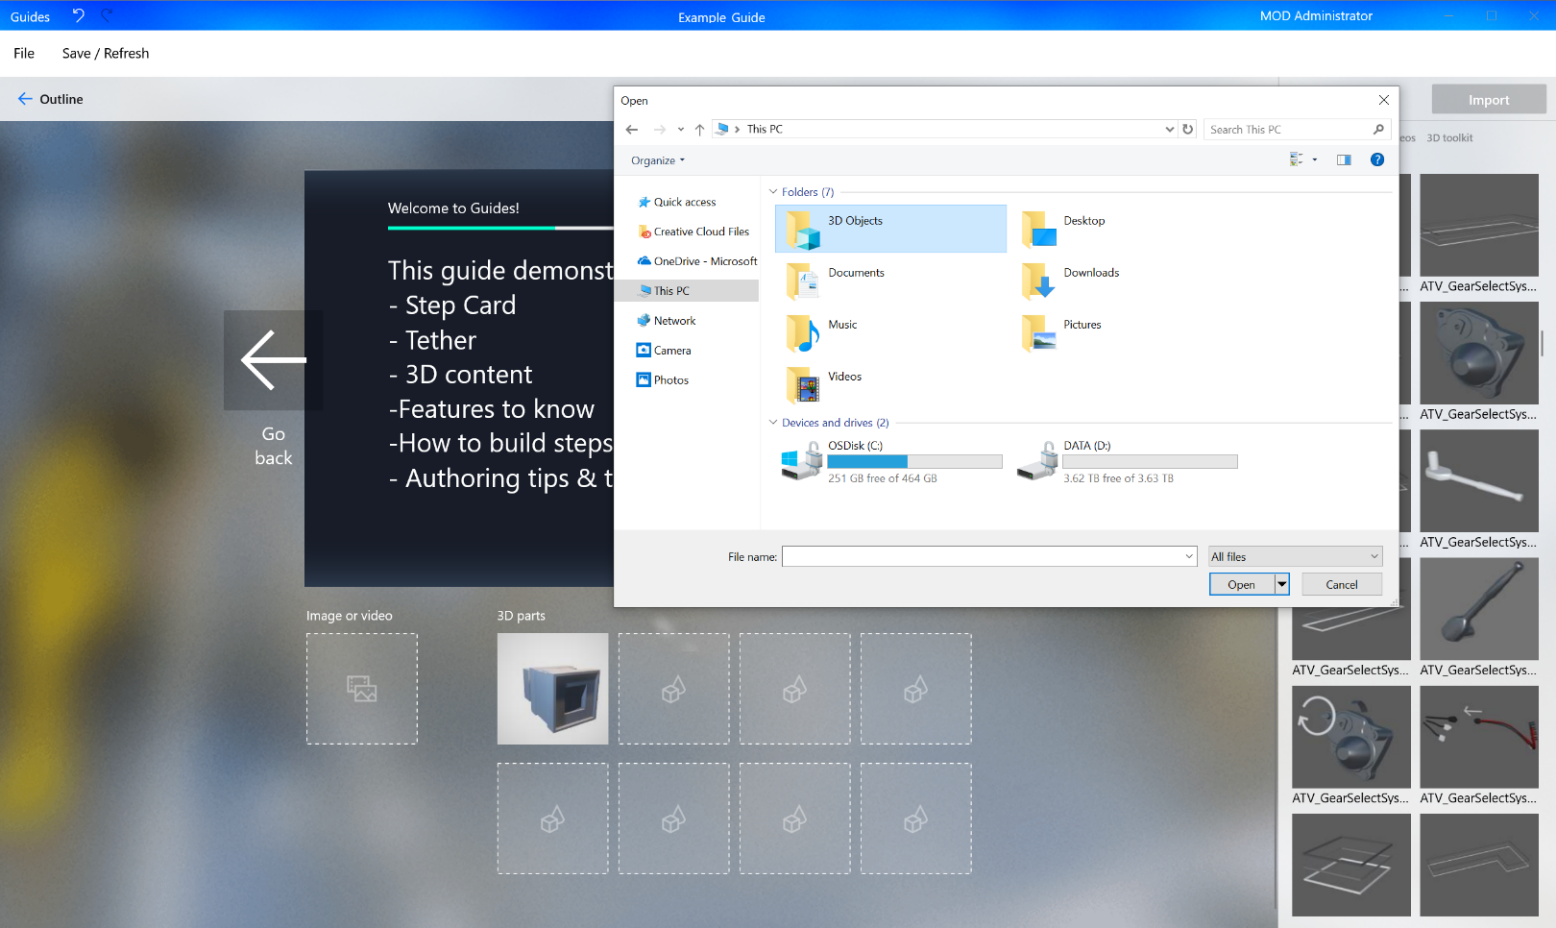 Guides
Example Guide
MOD Administrator
File
Save / Refresh
Outline
Import
3D toolkit
Welcome to Guides!
This guide demonst
- Step Card
- Tether
- 3D content
-Features to know
-How to build steps
- Authoring tips & t
Go
back
Image or video
3D parts
Open
This PC
Search This PC
Organize
Quick access
Creative Cloud Files
OneDrive - Microsoft
This PC
Network
Camera
Photos
Folders (7)
3D Objects
Desktop
Documents
Downloads
Music
Pictures
Videos
Devices and drives (2)
OSDisk (C:)
251 GB free of 464 GB
DATA (D:)
3.62 TB free of 3.63 TB
File name:
All files
Open
Cancel
ATV_GearSelectSys...
ATV_GearSelectSys...
ATV_GearSelectSys...
ATV_GearSelectSys... ATV_GearSelectSys...
ATV_GearSelectSys... ATV_GearSelectSys...